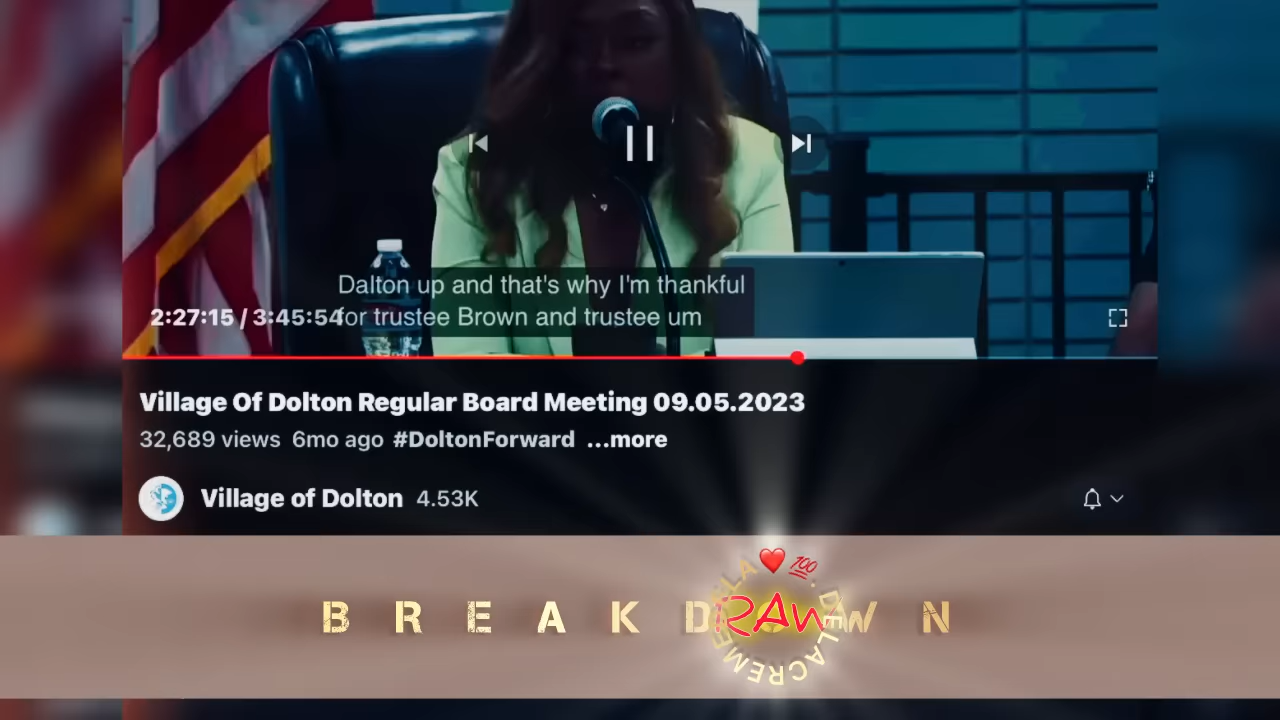 Dalton up and that's why I'm thankful
2:27:15 / 3:45:54
for trustee Brown and trustee um
Village Of Dolton Regular Board Meeting 09.05.2023
32,689 views 6mo ago #DoltonForward ...more
Village of Dolton 4.53K
BREAKDOWN
RAW
DELACREME